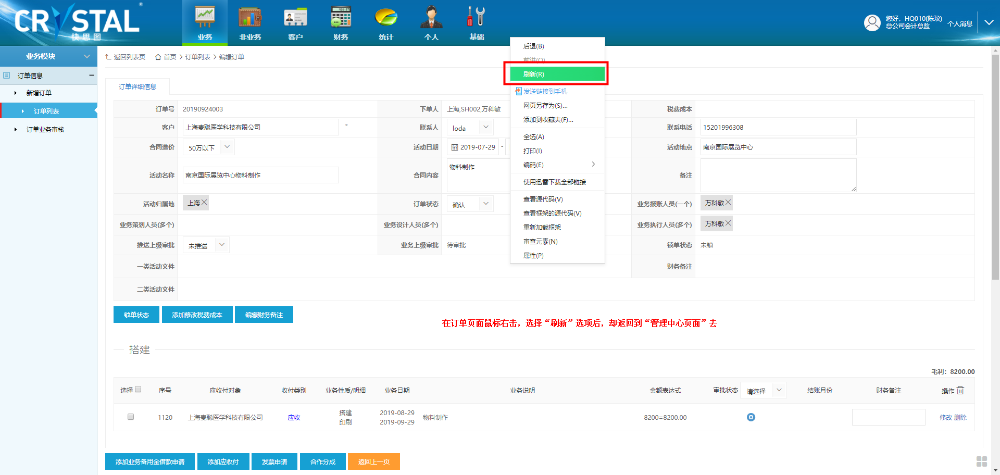 CRYSTAL ®
快思图
业务
非业务
客户
财务
统计
个人
基础
您好，HQ010(陈玟)
总公司会计总监
个人消息
业务模块
订单信息
新增订单
订单列表
订单业务审核
返回列表页 首页 > 订单列表 > 编辑订单
订单详细信息
订单号 20190924003 下单人 上海,SH002,万科敏 税费成本
客户 上海麦聪医学科技有限公司 * 联系人 loda 联系电话 15201996308
合同造价 50万以下 活动日期 2019-07-29 - 活动地点 南京国际展览中心
活动名称 南京国际展览中心物料制作 合同内容 物料制作 备注
活动归属地 上海 订单状态 确认 业务报账人员(一个) 万科敏
业务策划人员(多个) 业务设计人员(多个) 业务执行人员(多个) 万科敏
推送上级审批 未推送 业务上级审批 待审批 锁单状态 未锁
一类活动文件 财务备注
二类活动文件
后退(B)
前进(O)
刷新(R)
发送链接到手机
网页另存为(S)...
添加到收藏夹(F)...
全选(A)
打印(I)
编码(E)
使用迅雷下载全部链接
查看源代码(V)
查看框架的源代码(V)
重新加载框架
审查元素(N)
属性(P)
锁单状态 添加修改税费成本 编辑财务备注
在订单页面鼠标右击，选择“刷新”选项后，却返回到“管理中心页面”去
搭建
毛利：8200.00
选择 序号 应收付对象 收付类别 业务性质/明细 业务日期 业务说明 金额表达式 审批状态 请选择 结账月份 财务备注 操作
1120 上海麦聪医学科技有限公司 应收 搭建 2019-08-29 物料制作 8200=8200.00 修改 删除
印刷 2019-09-29
添加业务备用金借款申请 添加应收付 发票申请 合作分成 返回上一页